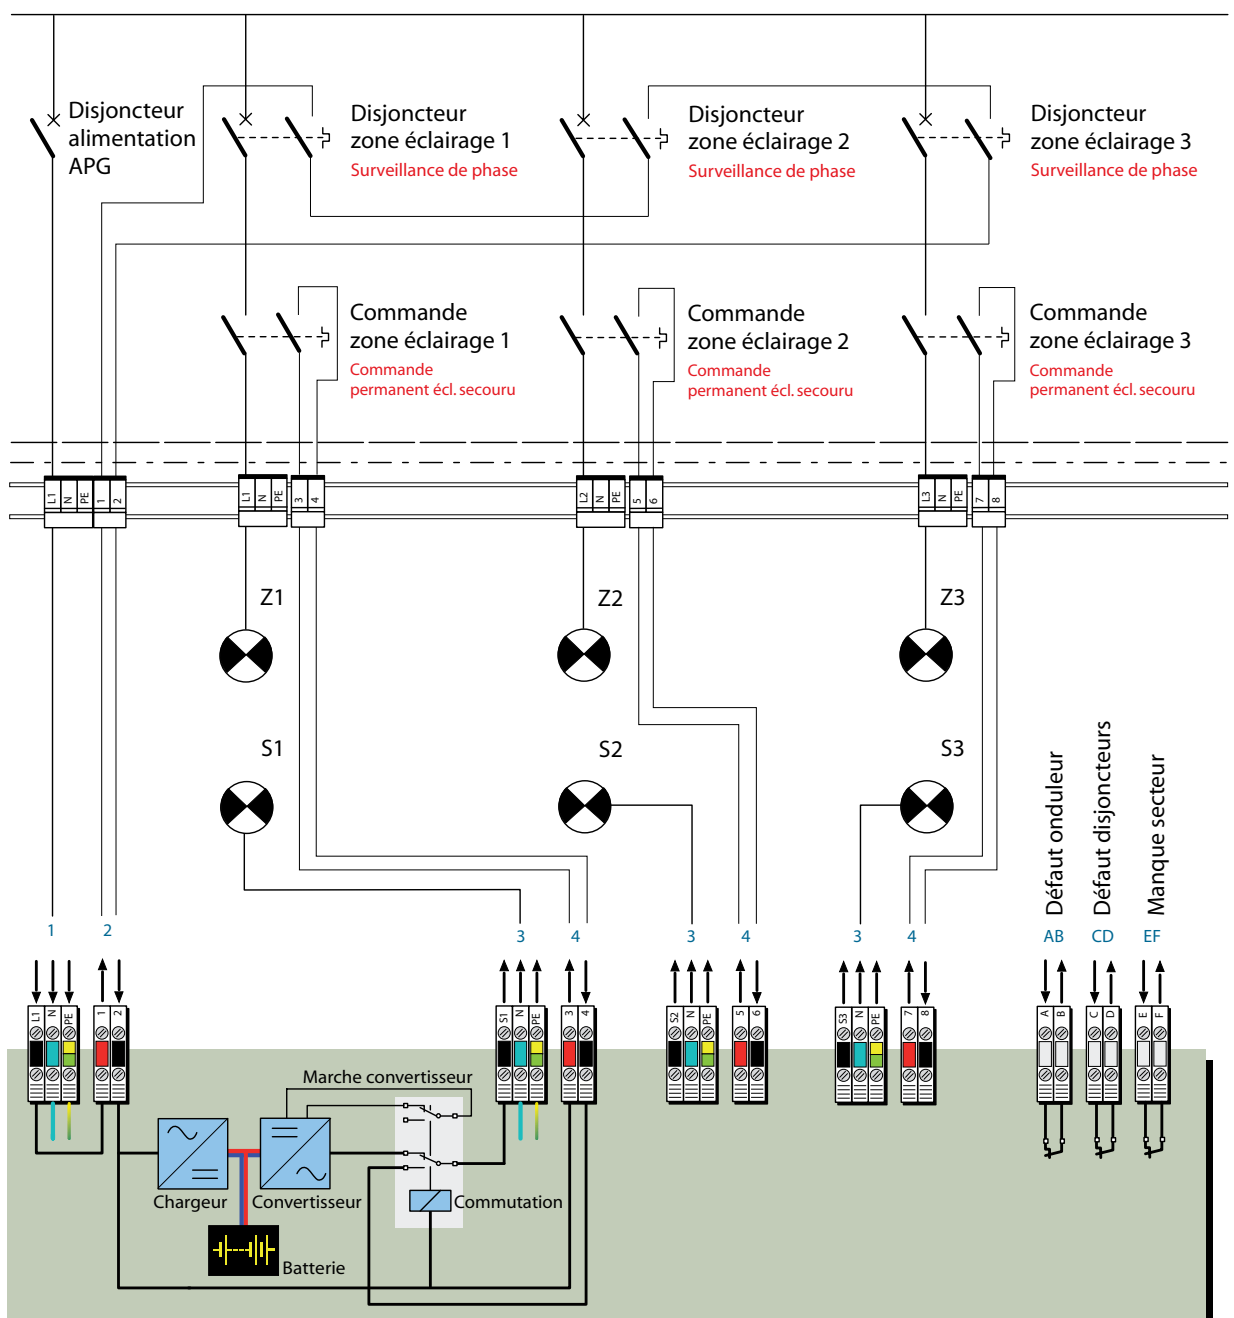 Disjoncteur
alimentation
APG
Disjoncteur
zone éclairage 1
Surveillance de phase
Disjoncteur
zone éclairage 2
Surveillance de phase
Disjoncteur
zone éclairage 3
Surveillance de phase
Commande
zone éclairage 1
Commande
permanent écl. secouru
Commande
zone éclairage 2
Commande
permanent écl. secouru
Commande
zone éclairage 3
Commande
permanent écl. secouru
L1 N PE 1 2
L1 N PE 3 4
L2 N PE 5 6
L3 N PE 7 8
Z1
Z2
Z3
S1
S2
S3
Défaut onduleur
Défaut disjoncteurs
Manque secteur
1
2
3
4
3
4
3
4
AB
CD
EF
L1 N PE 1 2
S1 N PE 3 4
S2 N PE 5 6
S3 N PE 7 8
A B
C D
E F
Marche convertisseur
Chargeur
Convertisseur
Commutation
Batterie